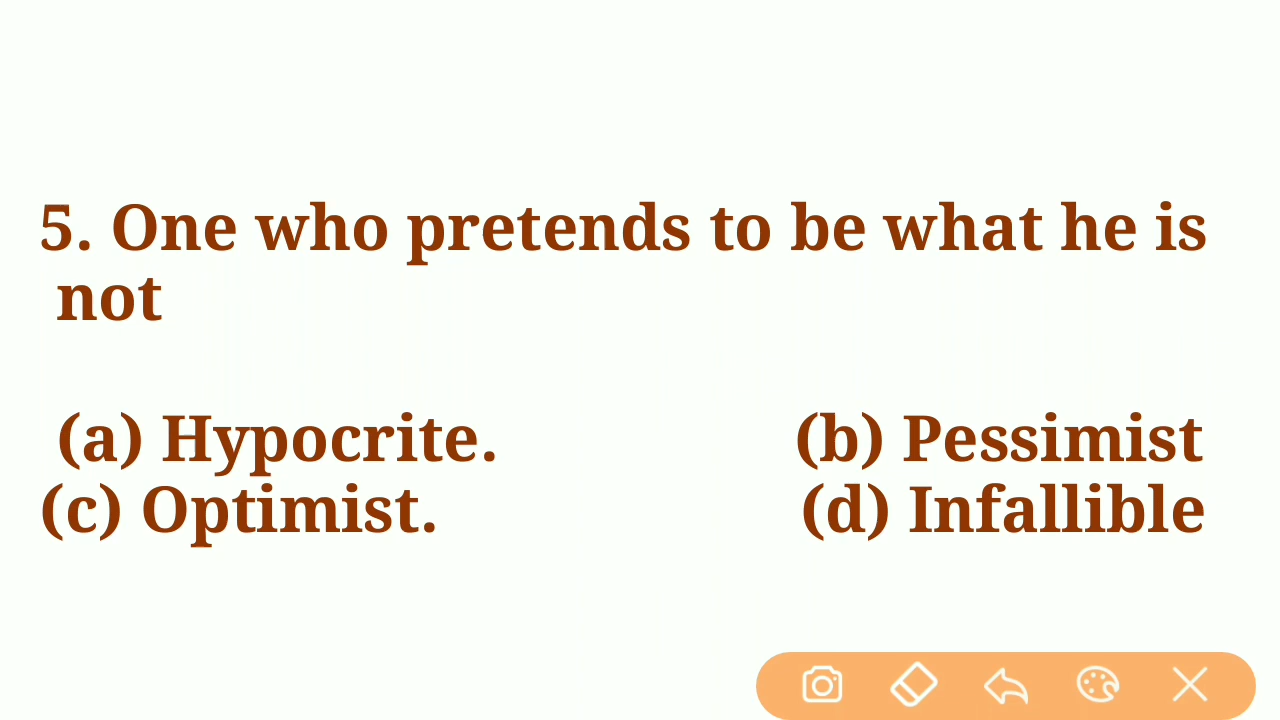 5. One who pretends to be what he is
not
(a) Hypocrite. (b) Pessimist
(c) Optimist. (d) Infallible